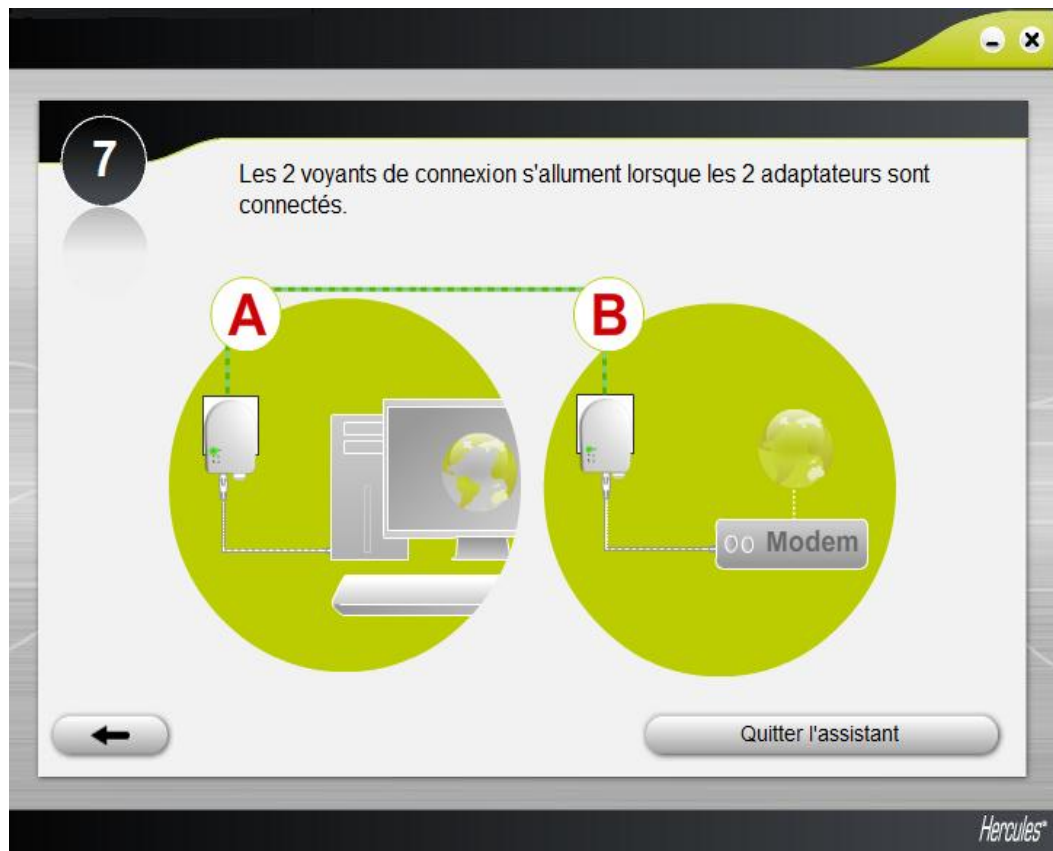 7
Les 2 voyants de connexion s'allument lorsque les 2 adaptateurs sont
connectés.
A
B
Modem
Quitter l'assistant
Hercules®